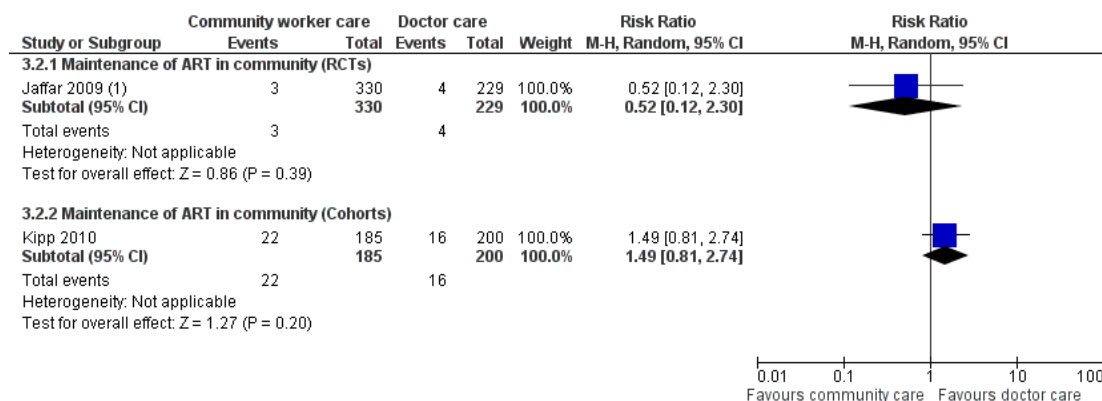 Community worker care Doctor care Risk Ratio Risk Ratio
Study or Subgroup Events Total Events Total Weight M-H, Random, 95% CI M-H, Random, 95% CI
3.2.1 Maintenance of ART in community (RCTs)
Jaffar 2009 (1) 3 330 4 229 100.0% 0.52 [0.12, 2.30]
Subtotal (95% CI) 330 229 100.0% 0.52 [0.12, 2.30]
Total events 3 4
Heterogeneity: Not applicable
Test for overall effect: Z = 0.86 (P = 0.39)
3.2.2 Maintenance of ART in community (Cohorts)
Kipp 2010 22 185 16 200 100.0% 1.49 [0.81, 2.74]
Subtotal (95% CI) 185 200 100.0% 1.49 [0.81, 2.74]
Total events 22 16
Heterogeneity: Not applicable
Test for overall effect: Z = 1.27 (P = 0.20)
0.01 0.1 1 10 100
Favours community care Favours doctor care